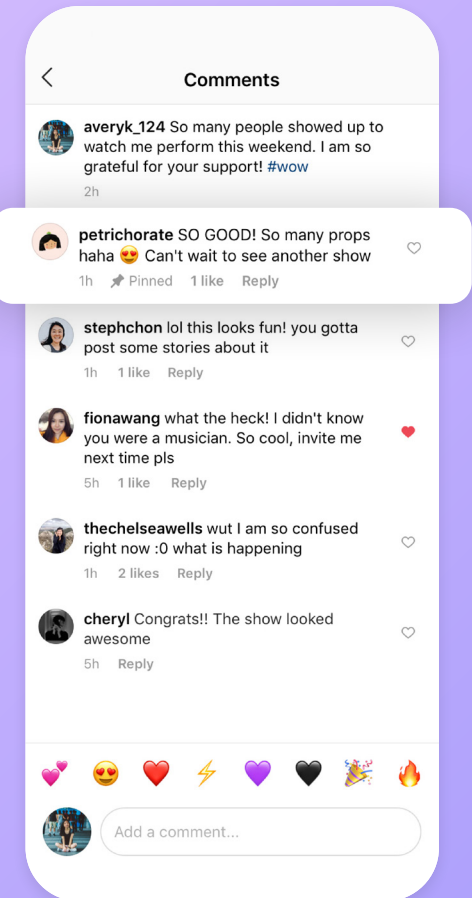 Comments
averyk_124 So many people showed up to
watch me perform this weekend. I am so
grateful for your support! #wow
2h
petrichorate SO GOOD! So many props
haha 😍 Can't wait to see another show
1h Pinned 1 like Reply
stephchon lol this looks fun! you gotta
post some stories about it
1h 1 like Reply
fionawang what the heck! I didn't know
you were a musician. So cool, invite me
next time pls
5h 1 like Reply
thechelseawells wut I am so confused
right now :0 what is happening
1h 2 likes Reply
cheryl Congrats!! The show looked
awesome
5h Reply
Add a comment...